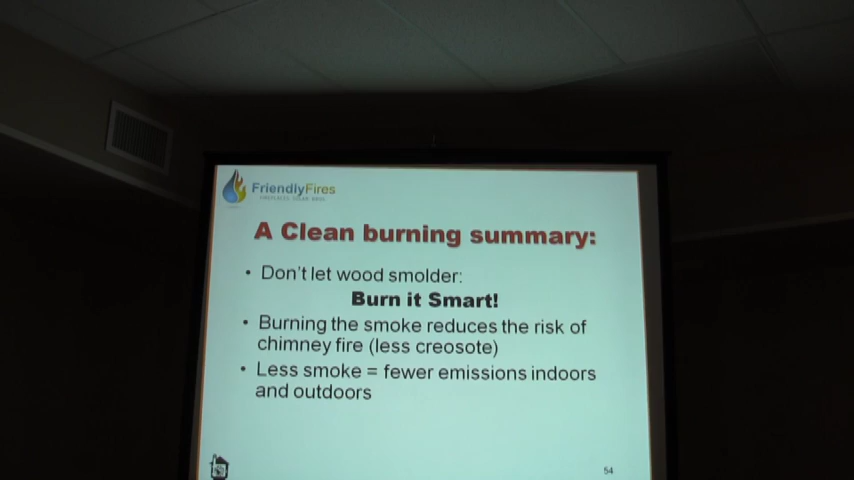 FriendlyFires
A Clean burning summary:
• Don't let wood smolder:
Burn it Smart!
• Burning the smoke reduces the risk of
chimney fire (less creosote)
• Less smoke = fewer emissions indoors
and outdoors
54